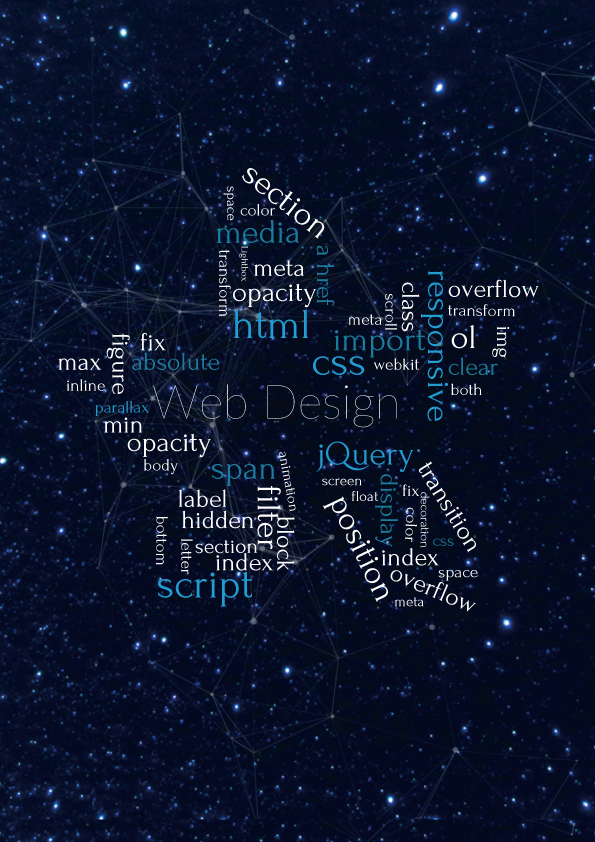 section
space
color
media
a href
Lightbox
transform
meta
opacity
html
responsive
class
scroll
overflow
transform
meta
import
ol
img
css
webkit
clear
both
figure
fix
max
absolute
inline
parallax
min
opacity
body
Web Design
span
animation
label
filter
hidden
block
bottom
letter
section
index
script
jQuery
screen
float
display
fix
transition
decoration
color
position
css
index
overflow
space
meta